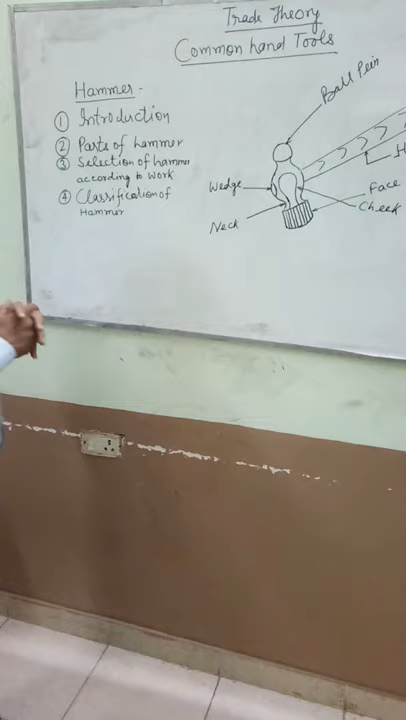 Trade Theory
Common hand Tools
Hammer -
① Introduction
② Parts of hammer
③ Selection of hammer
according to work
④ Classification of
Hammer
Ball Pein
Wedge
Face
Cheek
Neck